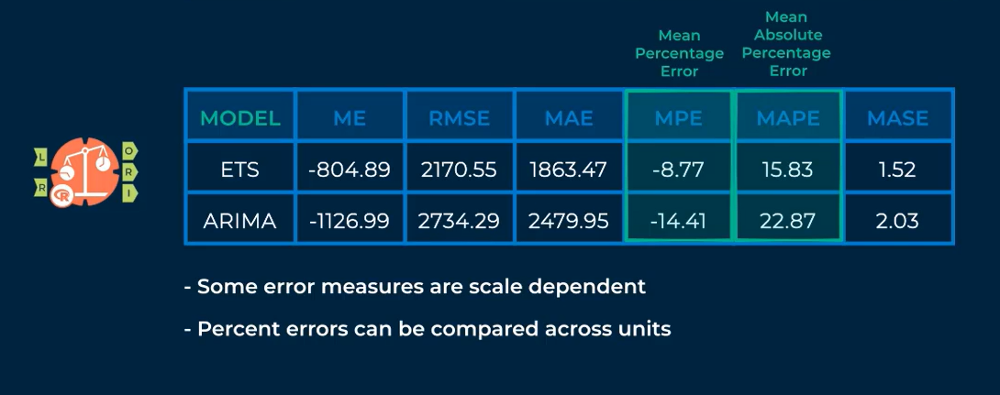 Mean
Percentage
Error
Mean
Absolute
Percentage
Error
MODEL ME RMSE MAE MPE MAPE MASE
ETS -804.89 2170.55 1863.47 -8.77 15.83 1.52
ARIMA -1126.99 2734.29 2479.95 -14.41 22.87 2.03
L
R
R
O
R
I
- Some error measures are scale dependent
- Percent errors can be compared across units